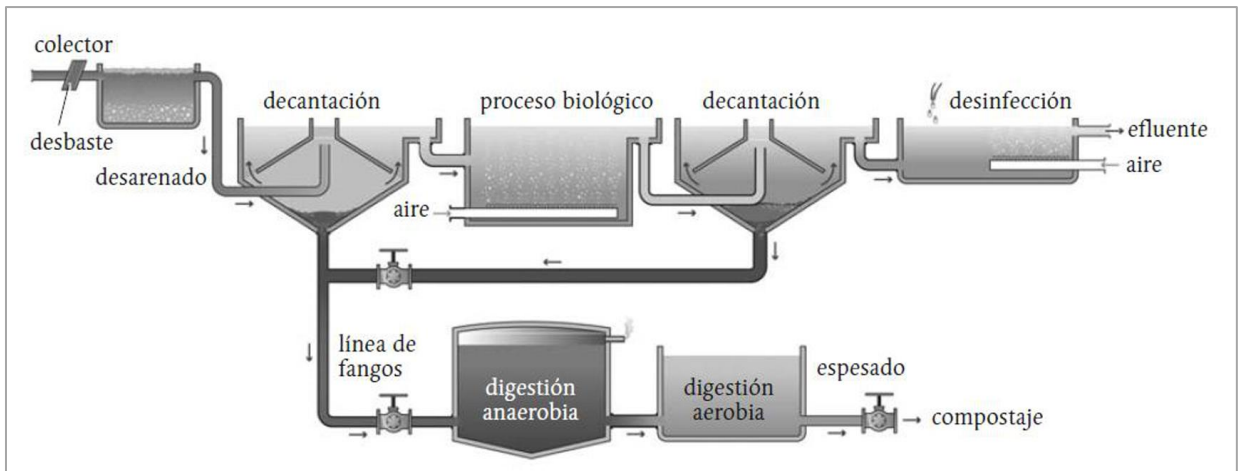 colector
desbaste
desarenado
decantación
aire
proceso biológico
decantación
desinfección
efluente
aire
línea de
fangos
digestión
anaerobia
digestión
aerobia
espesado
compostaje